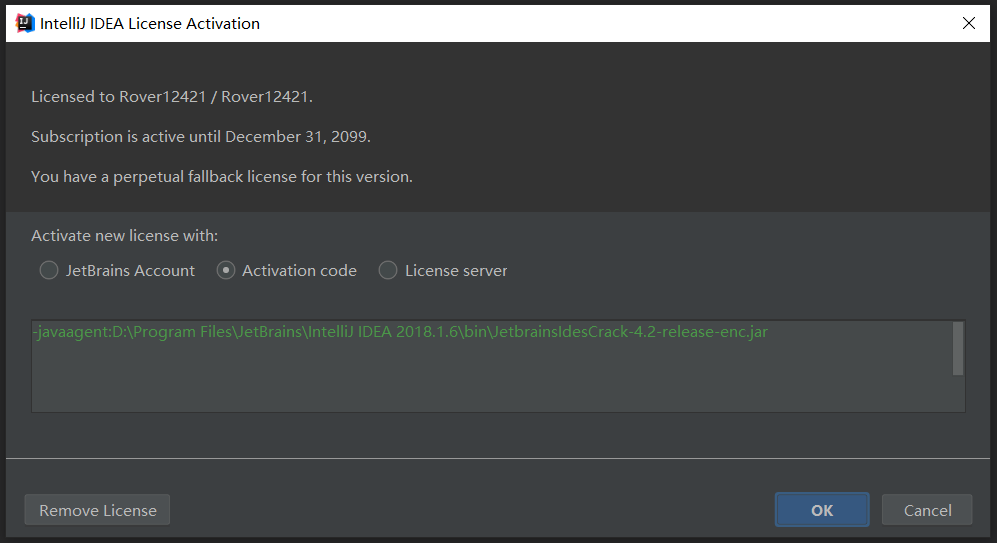 IntelliJ IDEA License Activation
Licensed to Rover12421 / Rover12421.
Subscription is active until December 31, 2099.
You have a perpetual fallback license for this version.
Activate new license with:
JetBrains Account Activation code License server
-javaagent:D:\Program Files\JetBrains\IntelliJ IDEA 2018.1.6\bin\JetbrainsIdesCrack-4.2-release-enc.jar
Remove License OK Cancel